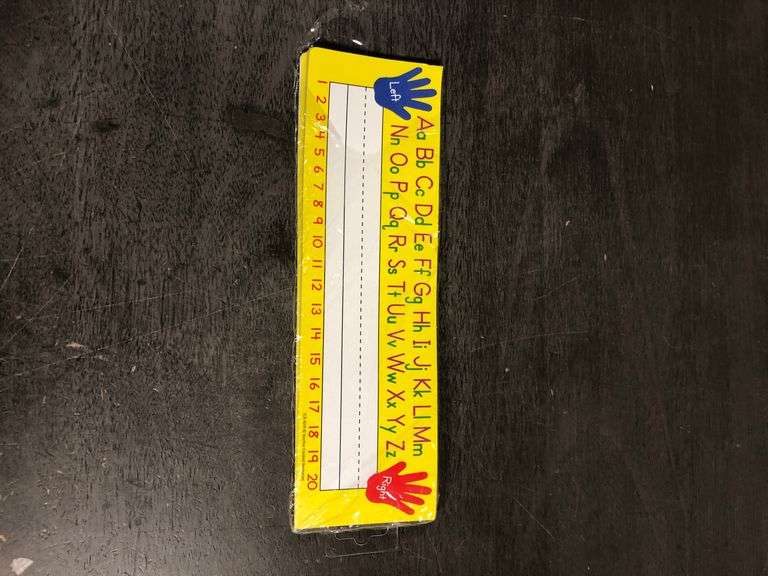 Left
Aa Bb Cc Dd Ee Ff Gg Hh Ii Jj Kk Ll Mm
Nn Oo Pp Qq Rr Ss Tt Uu Vv Ww Xx Yy Zz
Right
1 2 3 4 5 6 7 8 9 10 11 12 13 14 15 16 17 18 19 20